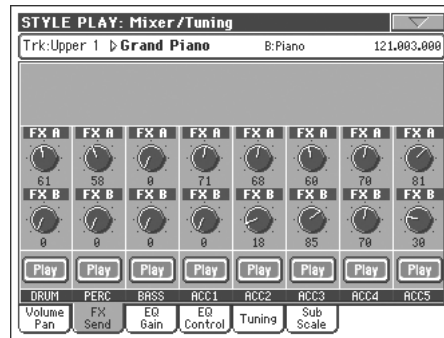 STYLE PLAY: Mixer/Tuning
Trk:Upper 1 ▷Grand Piano B:Piano 121.003.000
FX A FX A FX A FX A FX A FX A FX A FX A
61 58 0 71 68 60 70 81
FX B FX B FX B FX B FX B FX B FX B FX B
0 0 0 0 18 85 70 30
Play Play Play Play Play Play Play Play
DRUM PERC BASS ACC1 ACC2 ACC3 ACC4 ACC5
Volume Pan FX Send EQ Gain EQ Control Tuning Sub Scale